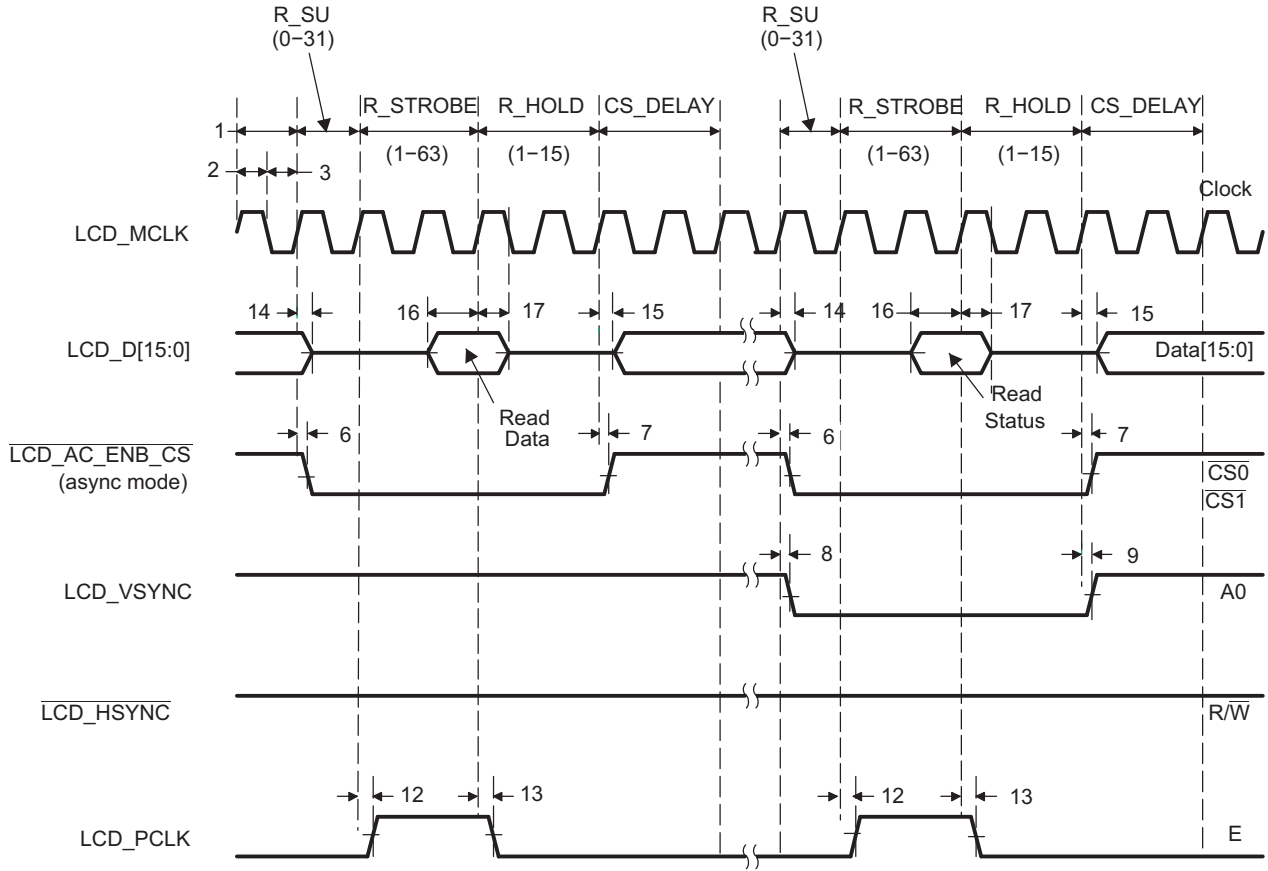 R_SU
(0−31)
R_SU
(0−31)
R_STROBE
R_HOLD
CS_DELAY
R_STROBE
R_HOLD
CS_DELAY
1
(1−63)
(1−15)
(1−63)
(1−15)
2
3
Clock
LCD_MCLK
14
16
17
15
14
16
17
15
LCD_D[15:0]
Data[15:0]
Read
Data
Read
Status
6
7
6
7
LCD_AC_ENB_CS
(async mode)
CS0
CS1
8
9
LCD_VSYNC
A0
LCD_HSYNC
R/W
12
13
12
13
LCD_PCLK
E